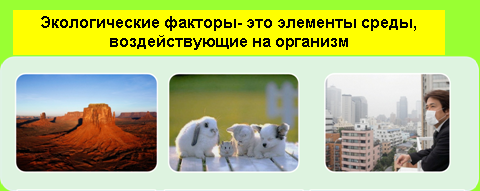 Экологические факторы- это элементы среды,
воздействующие на организм